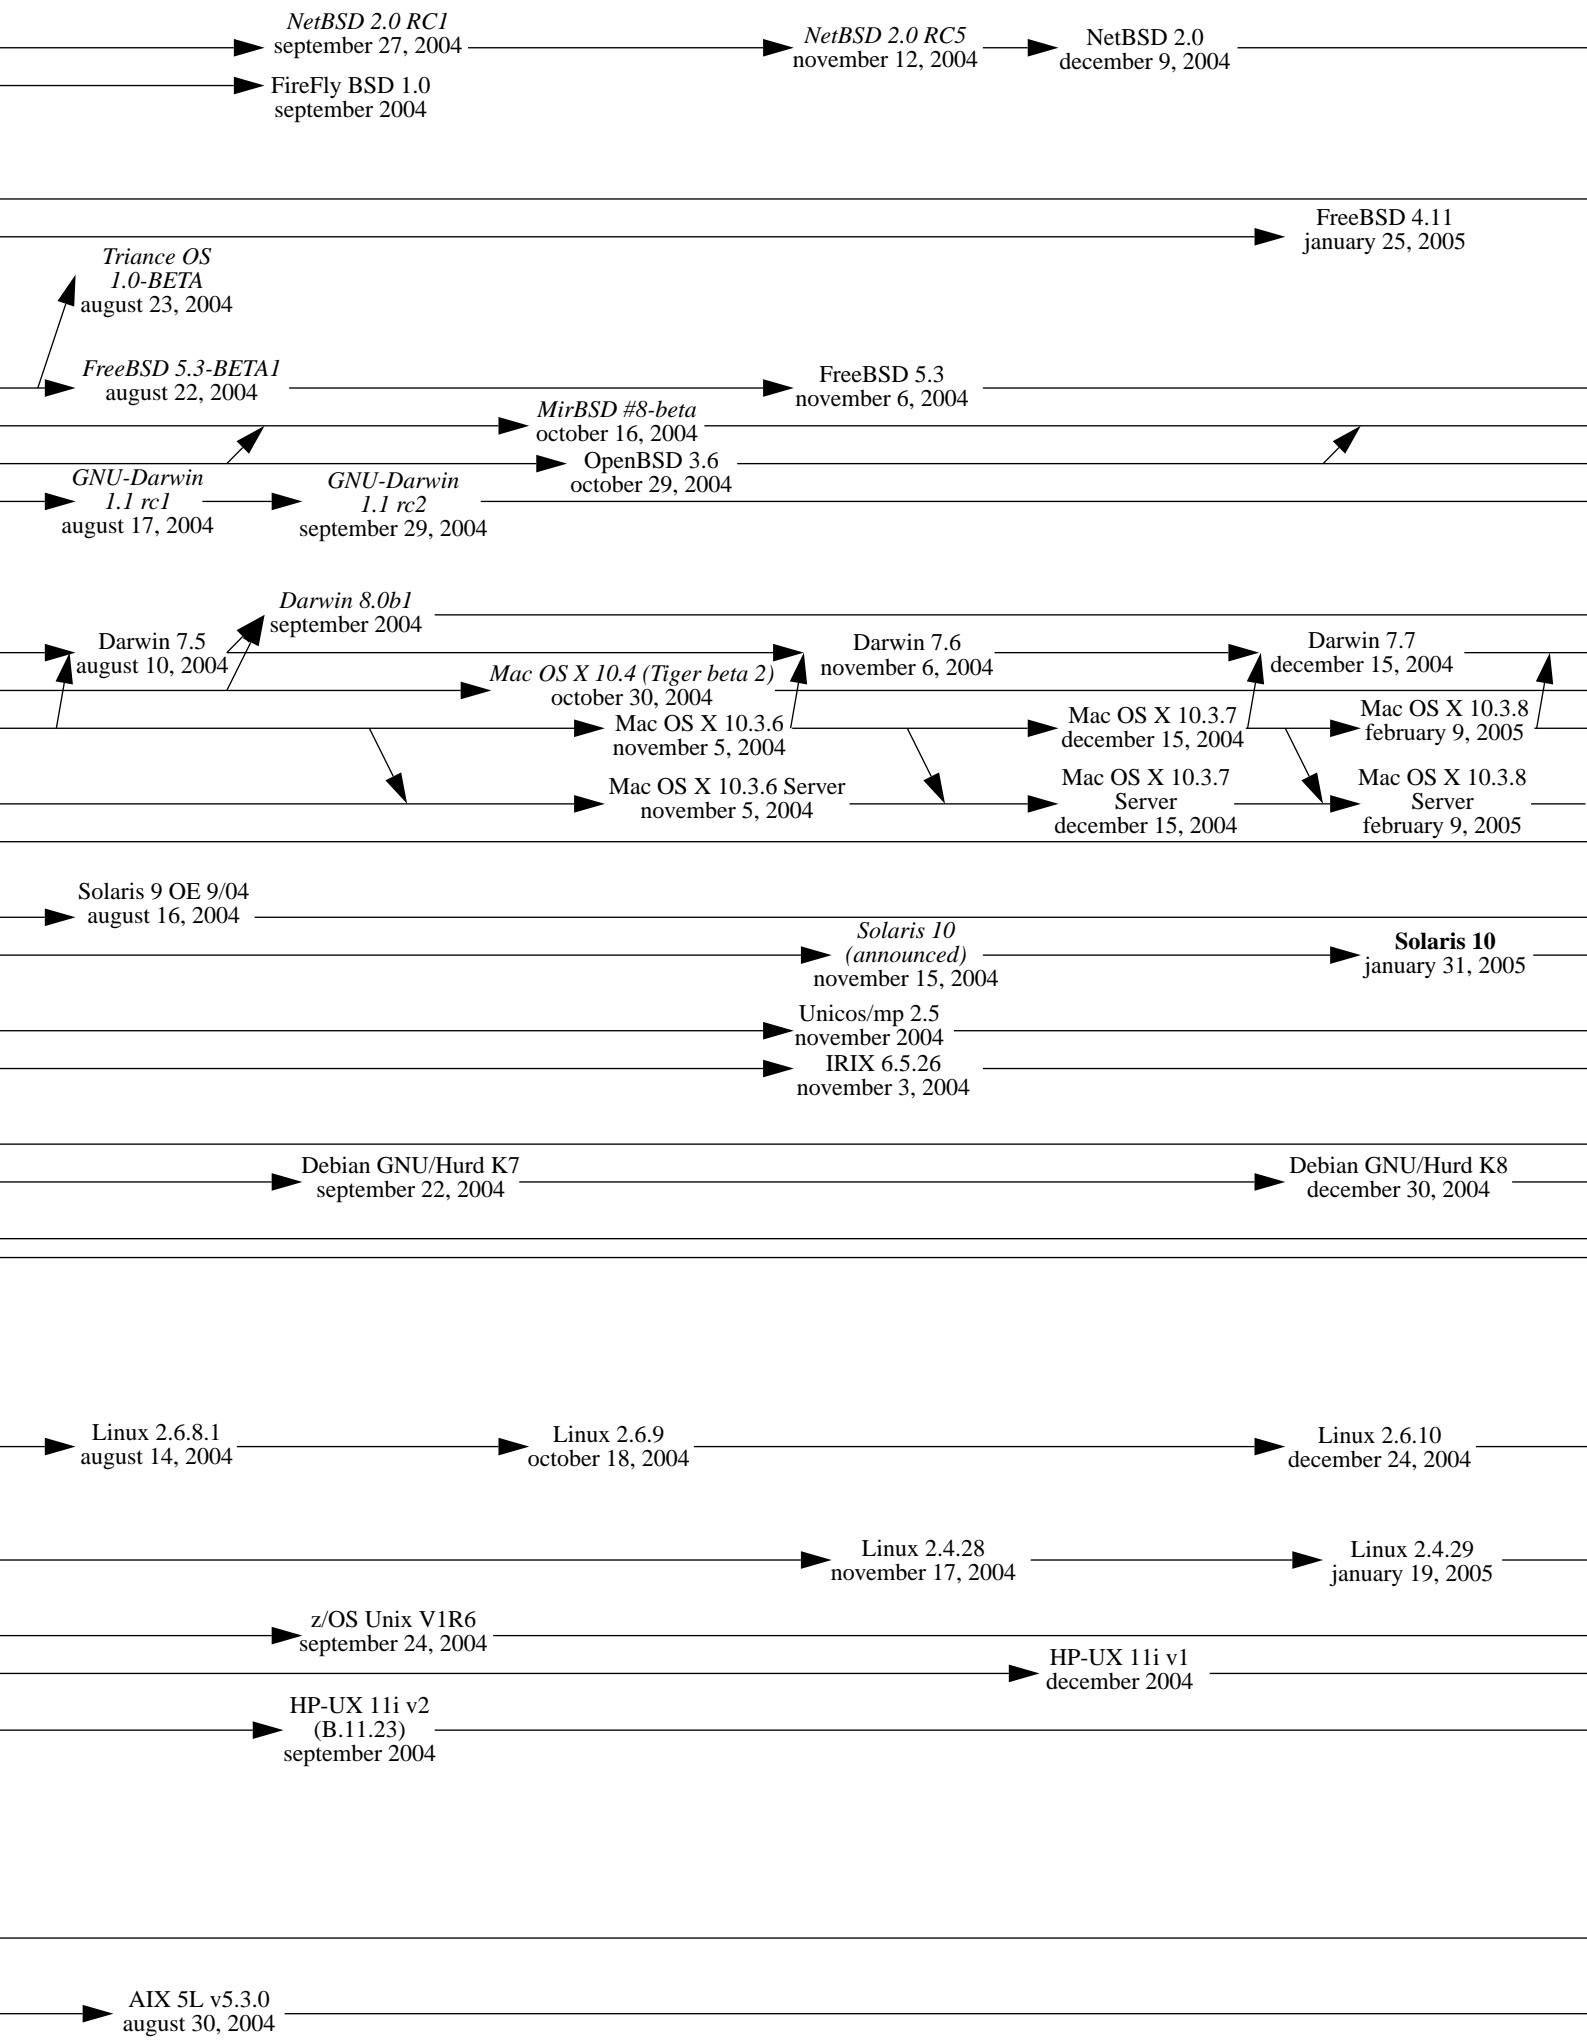 NetBSD 2.0 RC1
september 27, 2004
NetBSD 2.0 RC5
november 12, 2004
NetBSD 2.0
december 9, 2004
FireFly BSD 1.0
september 2004
FreeBSD 4.11
january 25, 2005
Triance OS
1.0-BETA
august 23, 2004
FreeBSD 5.3-BETA1
august 22, 2004
FreeBSD 5.3
november 6, 2004
MirBSD #8-beta
october 16, 2004
OpenBSD 3.6
october 29, 2004
GNU-Darwin
1.1 rc1
august 17, 2004
GNU-Darwin
1.1 rc2
september 29, 2004
Darwin 8.0b1
september 2004
Darwin 7.5
august 10, 2004
Darwin 7.6
november 6, 2004
Darwin 7.7
december 15, 2004
Mac OS X 10.4 (Tiger beta 2)
october 30, 2004
Mac OS X 10.3.6
november 5, 2004
Mac OS X 10.3.7
december 15, 2004
Mac OS X 10.3.8
february 9, 2005
Mac OS X 10.3.6 Server
november 5, 2004
Mac OS X 10.3.7
Server
december 15, 2004
Mac OS X 10.3.8
Server
february 9, 2005
Solaris 9 OE 9/04
august 16, 2004
Solaris 10
(announced)
november 15, 2004
Solaris 10
january 31, 2005
Unicos/mp 2.5
november 2004
IRIX 6.5.26
november 3, 2004
Debian GNU/Hurd K7
september 22, 2004
Debian GNU/Hurd K8
december 30, 2004
Linux 2.6.8.1
august 14, 2004
Linux 2.6.9
october 18, 2004
Linux 2.6.10
december 24, 2004
Linux 2.4.28
november 17, 2004
Linux 2.4.29
january 19, 2005
z/OS Unix V1R6
september 24, 2004
HP-UX 11i v1
december 2004
HP-UX 11i v2
(B.11.23)
september 2004
AIX 5L v5.3.0
august 30, 2004